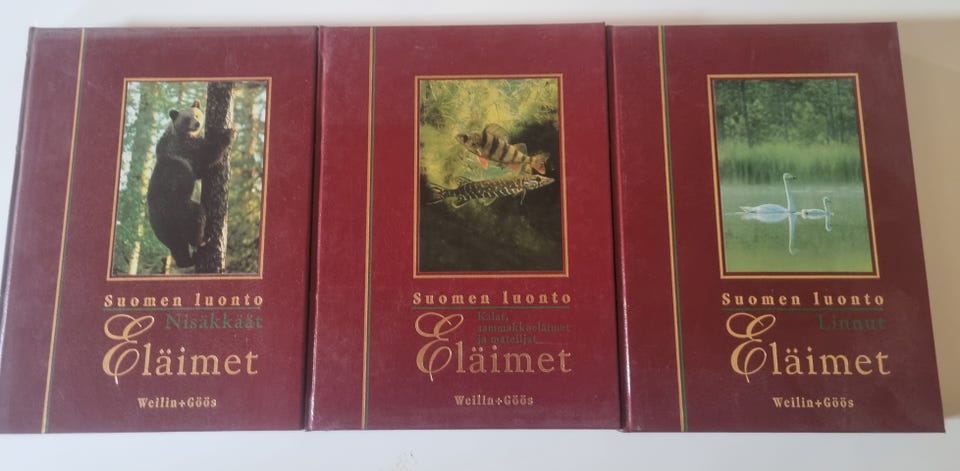 Suomen luonto
Nisäkkäät
Eläimet
Weilin+Göös
Suomen luonto
Kalat,
sammakkoeläimet
ja matelijat
Eläimet
Weilin+Göös
Suomen luonto
Linnut
Eläimet
Weilin+Göös